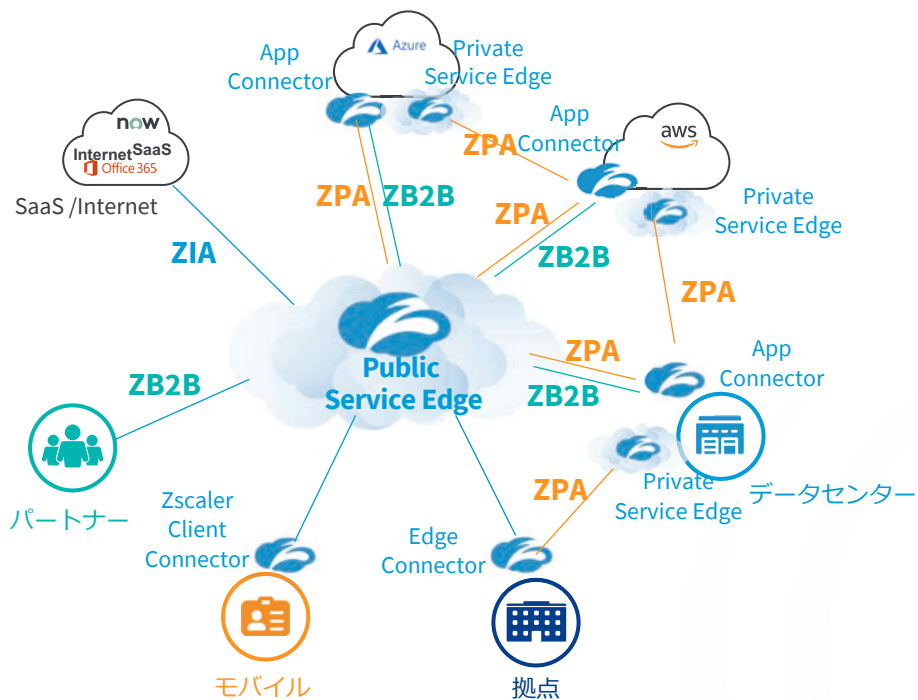 Azure
App
Connector
Private
Service Edge
now
Internet SaaS
Office 365
SaaS /Internet
App
Connector
aws
Private
Service Edge
ZPA
ZPA
ZB2B
ZPA
ZB2B
ZIA
ZPA
Public
Service Edge
ZPA
ZB2B
App
Connector
ZB2B
パートナー
Zscaler
Client
Connector
モバイル
Edge
Connector
拠点
ZPA
Private
Service Edge
データセンター